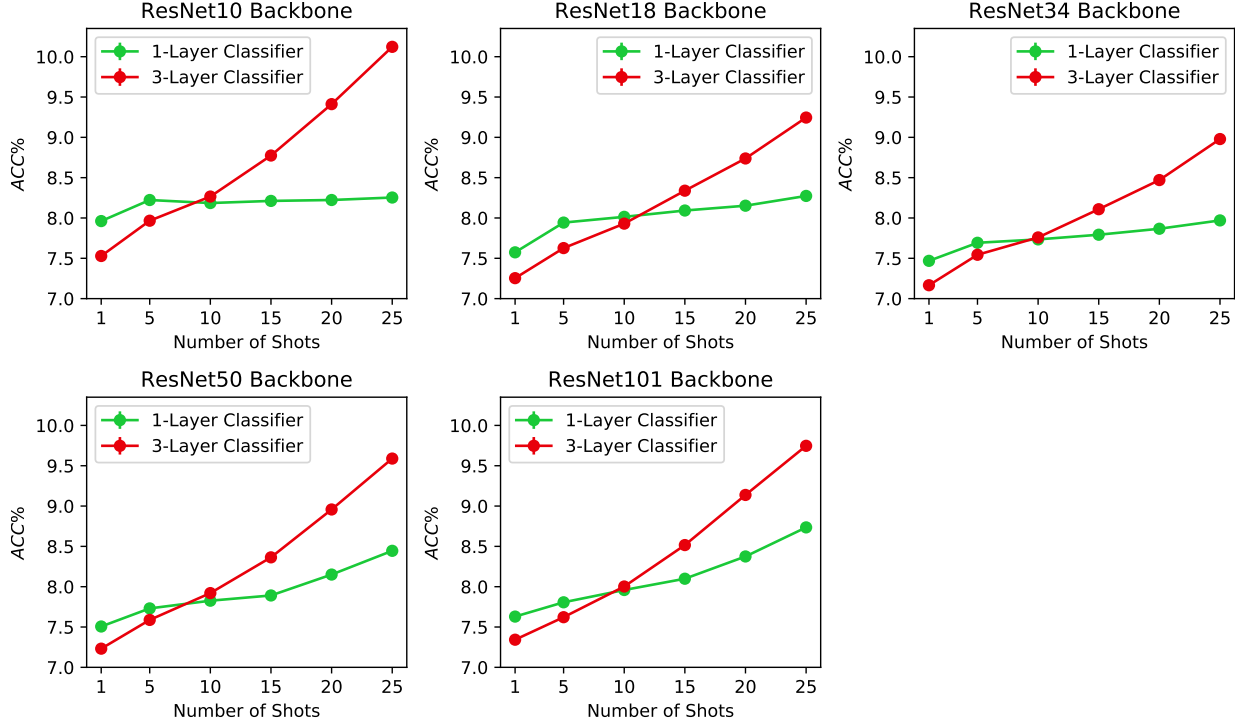 ResNet10 Backbone
ACC%
10.0
9.5
9.0
8.5
8.0
7.5
7.0
1-Layer Classifier
3-Layer Classifier
1 5 10 15 20 25
Number of Shots
ResNet18 Backbone
ACC%
10.0
9.5
9.0
8.5
8.0
7.5
7.0
1-Layer Classifier
3-Layer Classifier
1 5 10 15 20 25
Number of Shots
ResNet34 Backbone
ACC%
10.0
9.5
9.0
8.5
8.0
7.5
7.0
1-Layer Classifier
3-Layer Classifier
1 5 10 15 20 25
Number of Shots
ResNet50 Backbone
ACC%
10.0
9.5
9.0
8.5
8.0
7.5
7.0
1-Layer Classifier
3-Layer Classifier
1 5 10 15 20 25
Number of Shots
ResNet101 Backbone
ACC%
10.0
9.5
9.0
8.5
8.0
7.5
7.0
1-Layer Classifier
3-Layer Classifier
1 5 10 15 20 25
Number of Shots